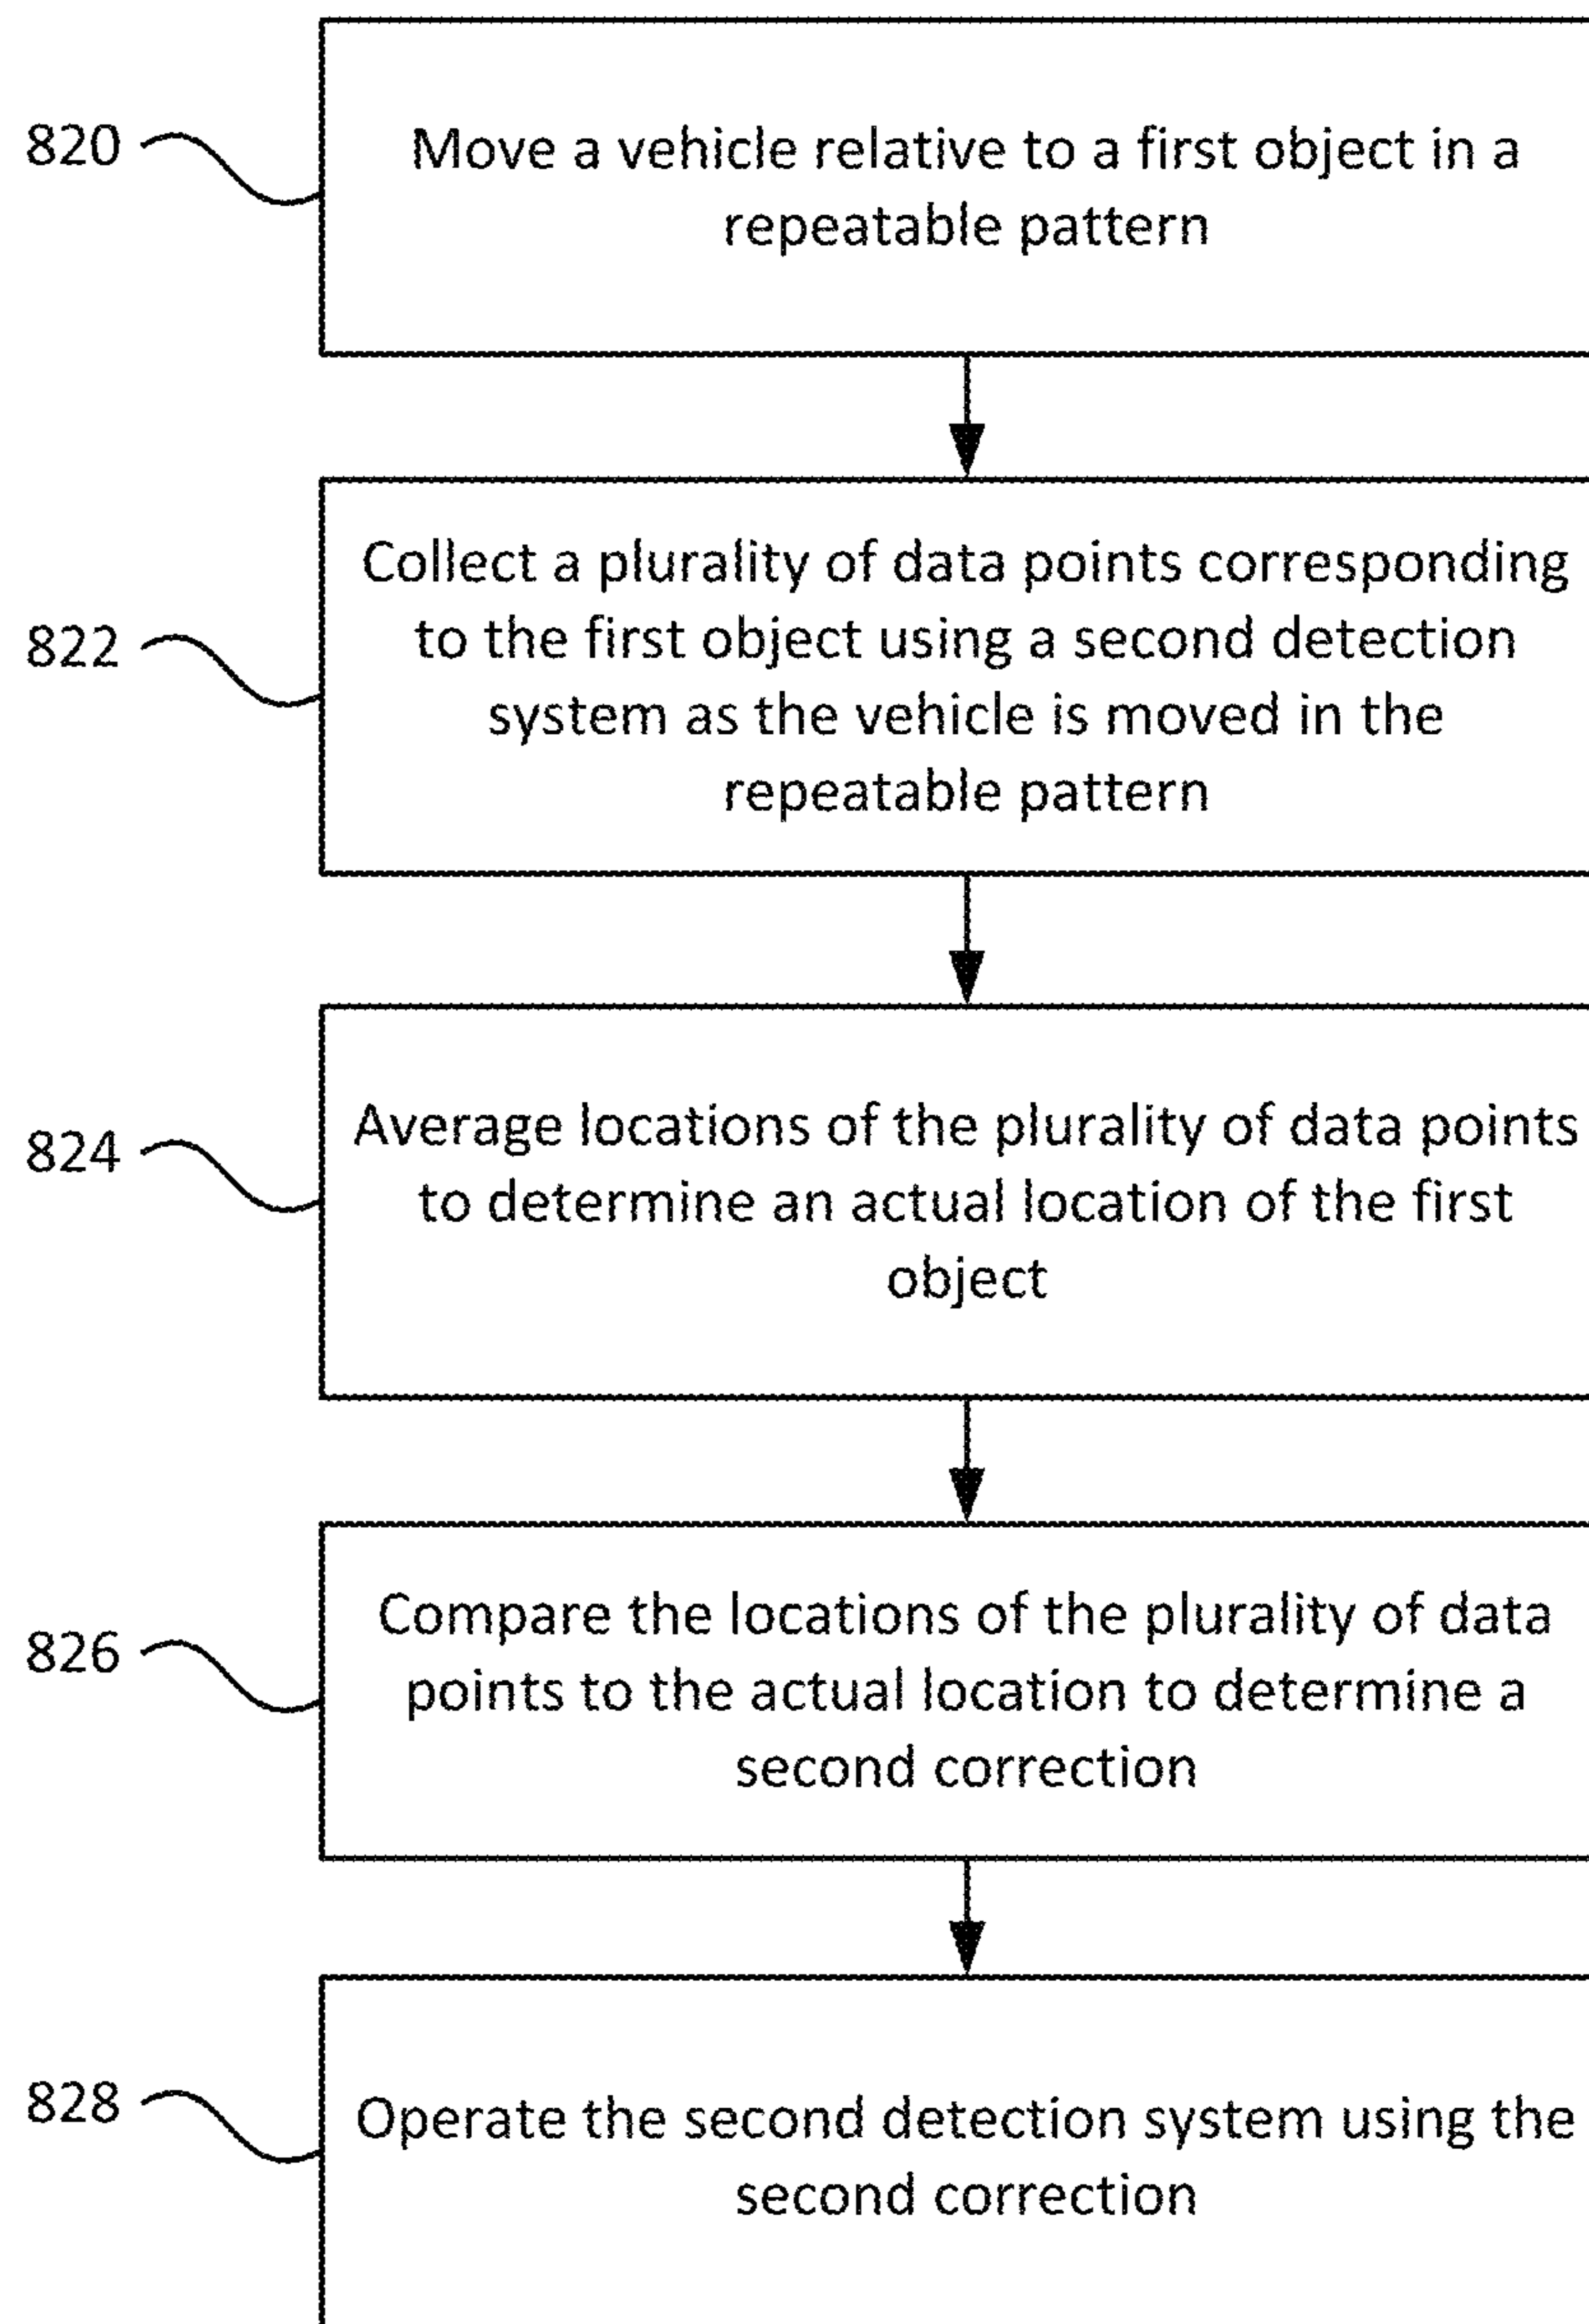 820
Move a vehicle relative to a first object in a
repeatable pattern
822
Collect a plurality of data points corresponding
to the first object using a second detection
system as the vehicle is moved in the
repeatable pattern
824
Average locations of the plurality of data points
to determine an actual location of the first
object
826
Compare the locations of the plurality of data
points to the actual location to determine a
second correction
828
Operate the second detection system using the
second correction